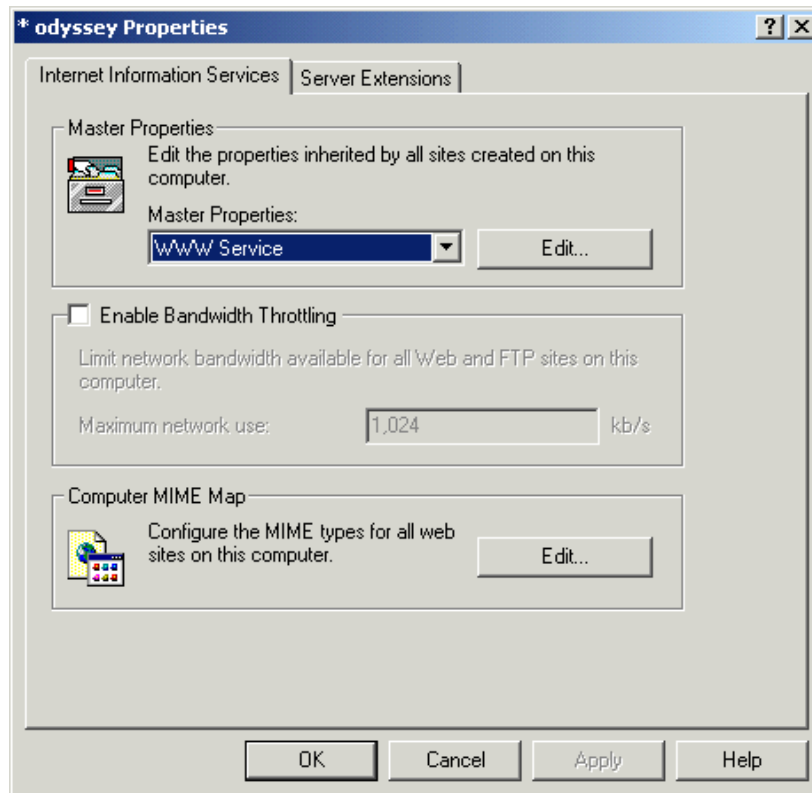 * odyssey Properties
Internet Information Services
Server Extensions
Master Properties
Edit the properties inherited by all sites created on this
computer.
Master Properties:
WWW Service
Edit...
Enable Bandwidth Throttling
Limit network bandwidth available for all Web and FTP sites on this
computer.
Maximum network use:
1,024
kb/s
Computer MIME Map
Configure the MIME types for all web
sites on this computer.
Edit...
OK
Cancel
Apply
Help